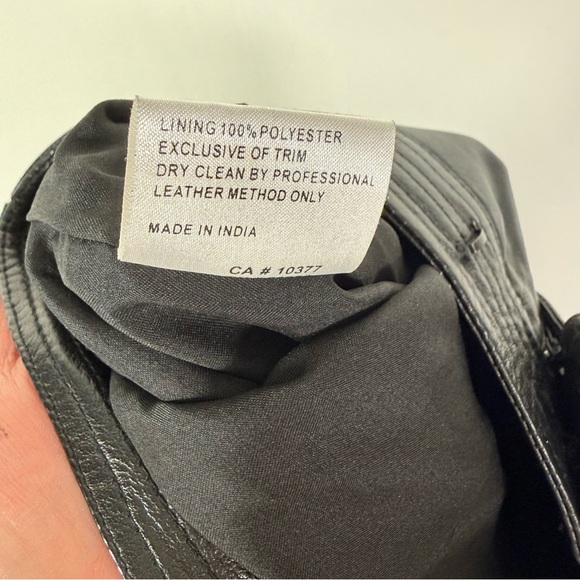 LINING 100% POLYESTER
EXCLUSIVE OF TRIM
DRY CLEAN BY PROFESSIONAL
LEATHER METHOD ONLY
MADE IN INDIA
CA # 10377